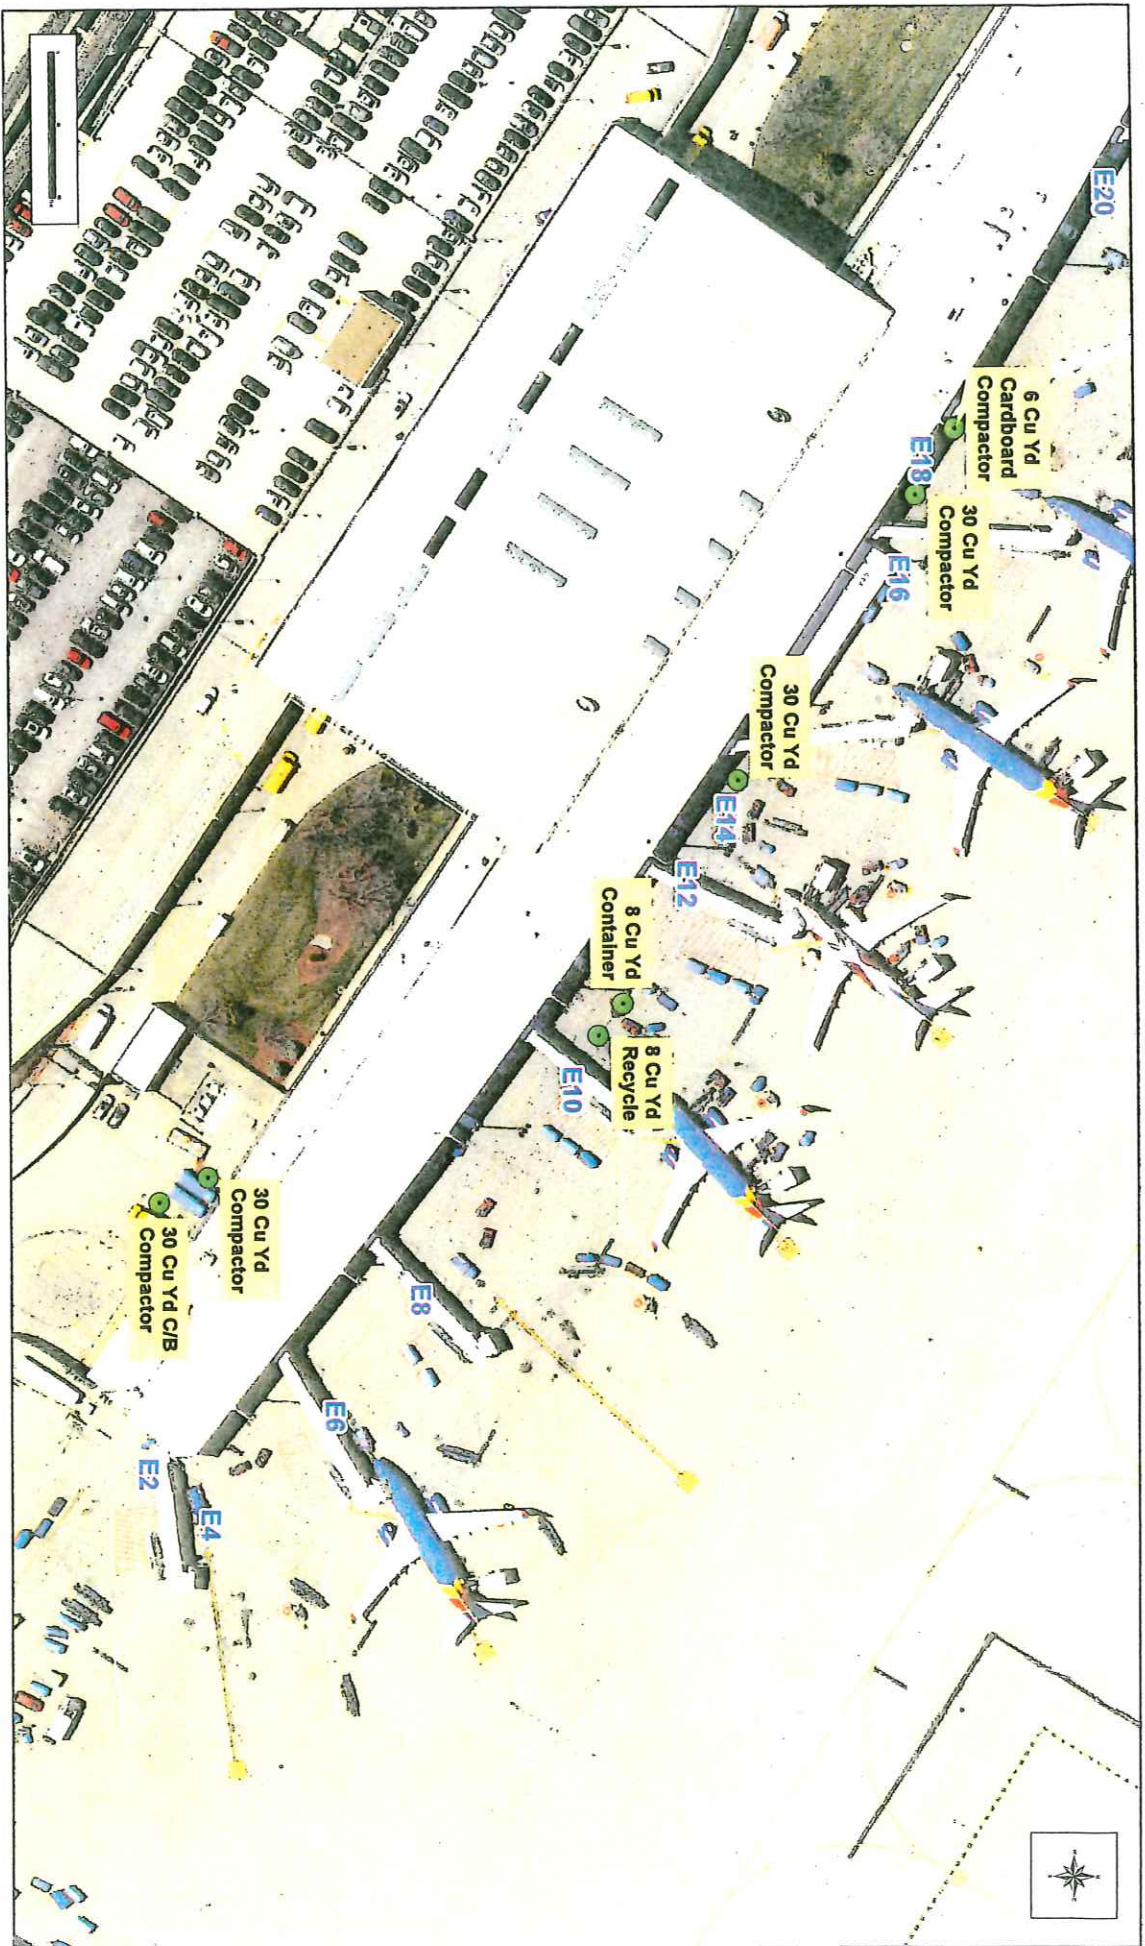 E20
6 Cu Yd
Cardboard
Compactor
E18
30 Cu Yd
Compactor
E16
30 Cu Yd
Compactor
E14
E12
8 Cu Yd
Container
8 Cu Yd
Recycle
E10
30 Cu Yd
Compactor
30 Cu Yd C/B
Compactor
E8
E6
E4
E2